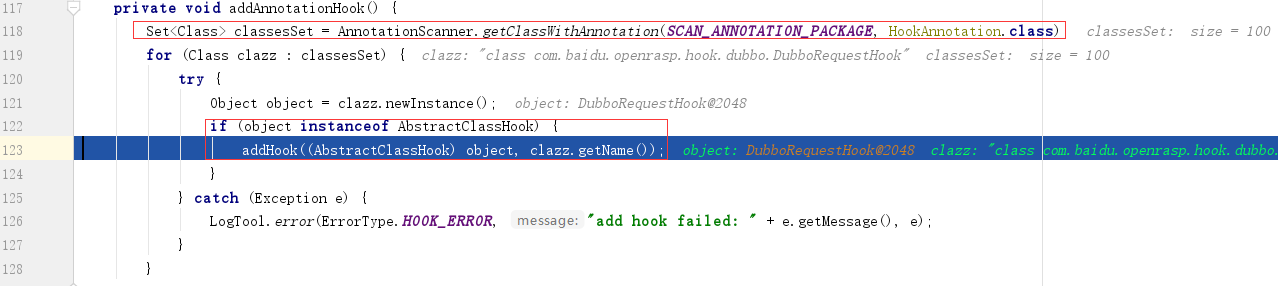 117 private void addAnnotationHook() {
118 Set<Class> classesSet = AnnotationScanner.getClassWithAnnotation(SCAN_ANNOTATION_PACKAGE, HookAnnotation.class) classesSet: size = 100
119 for (Class clazz : classesSet) { clazz: "class com.baidu.openrasp.hook.dubbo.DubboRequestHook" classesSet: size = 100
120 try {
121 Object object = clazz.newInstance(); object: DubboRequestHook@2048
122 if (object instanceof AbstractClassHook) {
123 addHook((AbstractClassHook) object, clazz.getName()); object: DubboRequestHook@2048 clazz: "class com.baidu.openrasp.hook.dubbo.
124 }
125 } catch (Exception e) {
126 LogTool.error(ErrorType.HOOK_ERROR, message: "add hook failed: " + e.getMessage(), e);
127 }
128 }